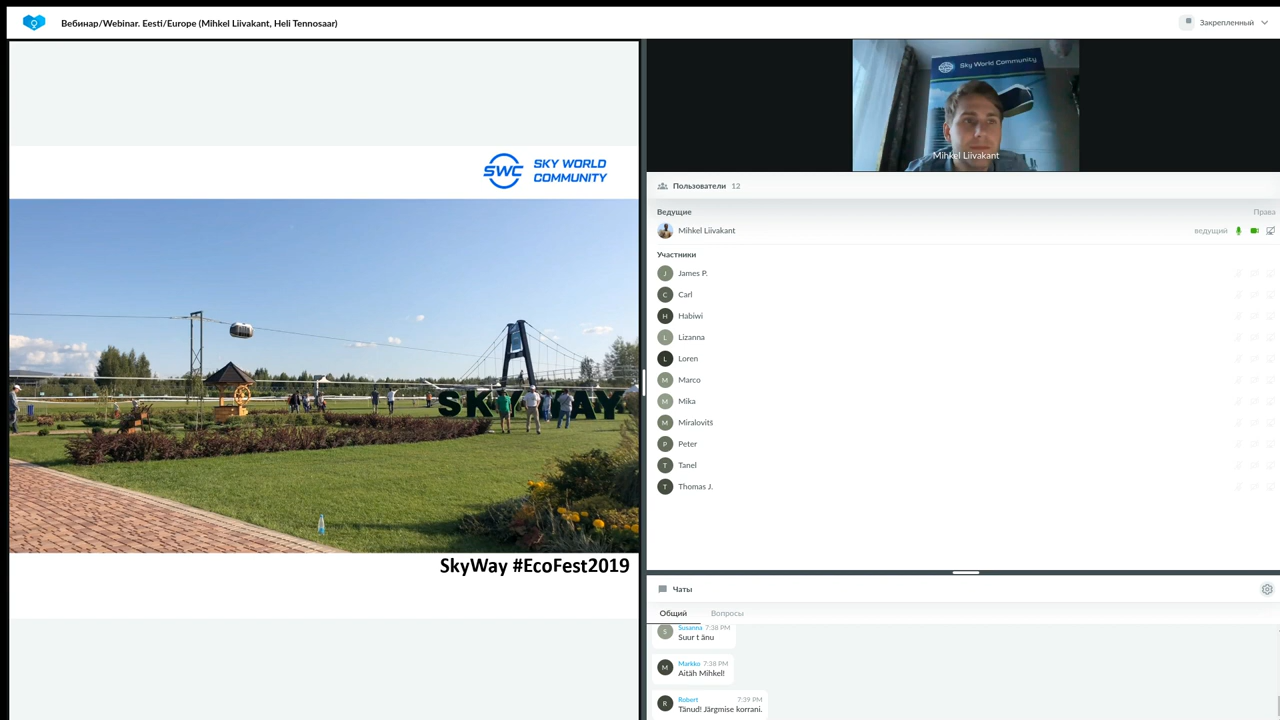 Вебинар/Webinar. Eesti/Europe (Mihkel Liivakant, Heli Tennosaar)
Закрепленный
SWC SKY WORLD
COMMUNITY
SKYWAY
SkyWay #EcoFest2019
Sky World Community
Mihkel Liivakant
Пользователи 12
Ведущие Права
Mihkel Liivakant ведущий
Участники
J James P.
C Carl
H Habiwi
L Lizanna
L Loren
M Marco
M Mika
M Miralovitš
P Peter
T Tanel
T Thomas J.
Чаты
Общий Вопросы
S Susanna 7:38 PM
Suur t änu
M Markko 7:38 PM
Aitäh Mihkel!
R Robert 7:39 PM
Tänud! Järgmise korrani.